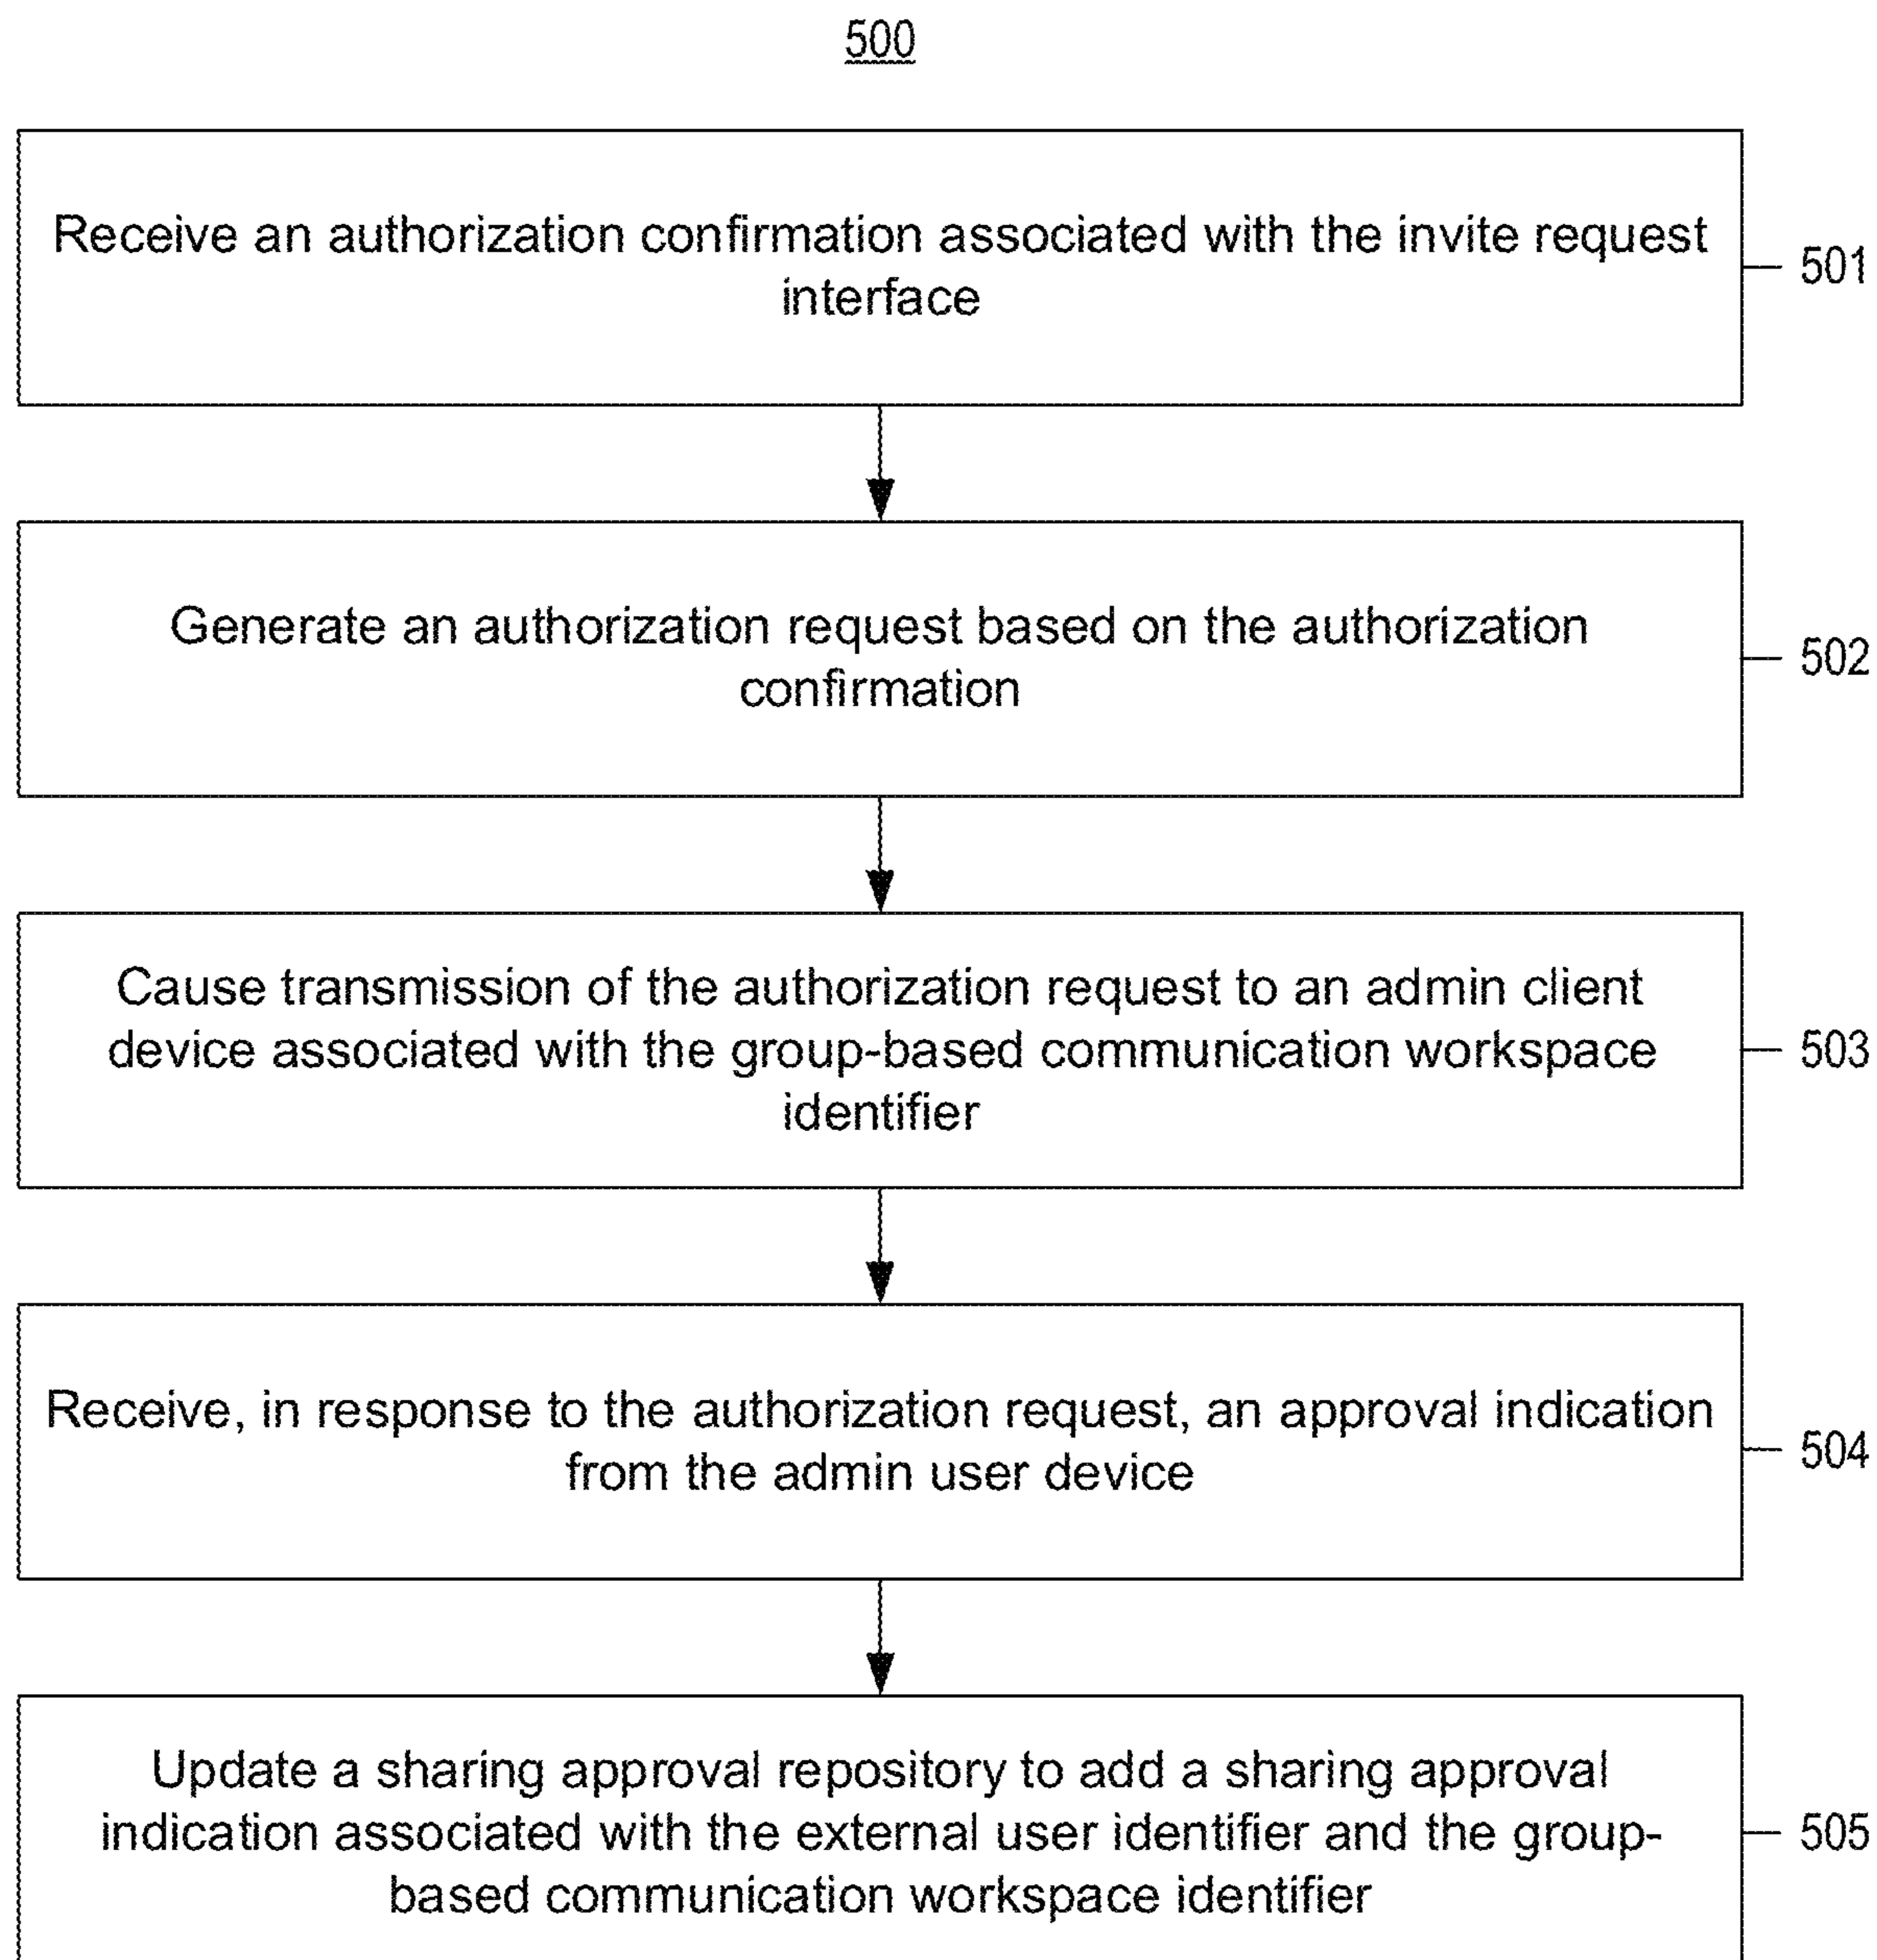 500
Receive an authorization confirmation associated with the invite request
interface
501
Generate an authorization request based on the authorization
confirmation
502
Cause transmission of the authorization request to an admin client
device associated with the group-based communication workspace
identifier
503
Receive, in response to the authorization request, an approval indication
from the admin user device
504
Update a sharing approval repository to add a sharing approval
indication associated with the external user identifier and the group-
based communication workspace identifier
505